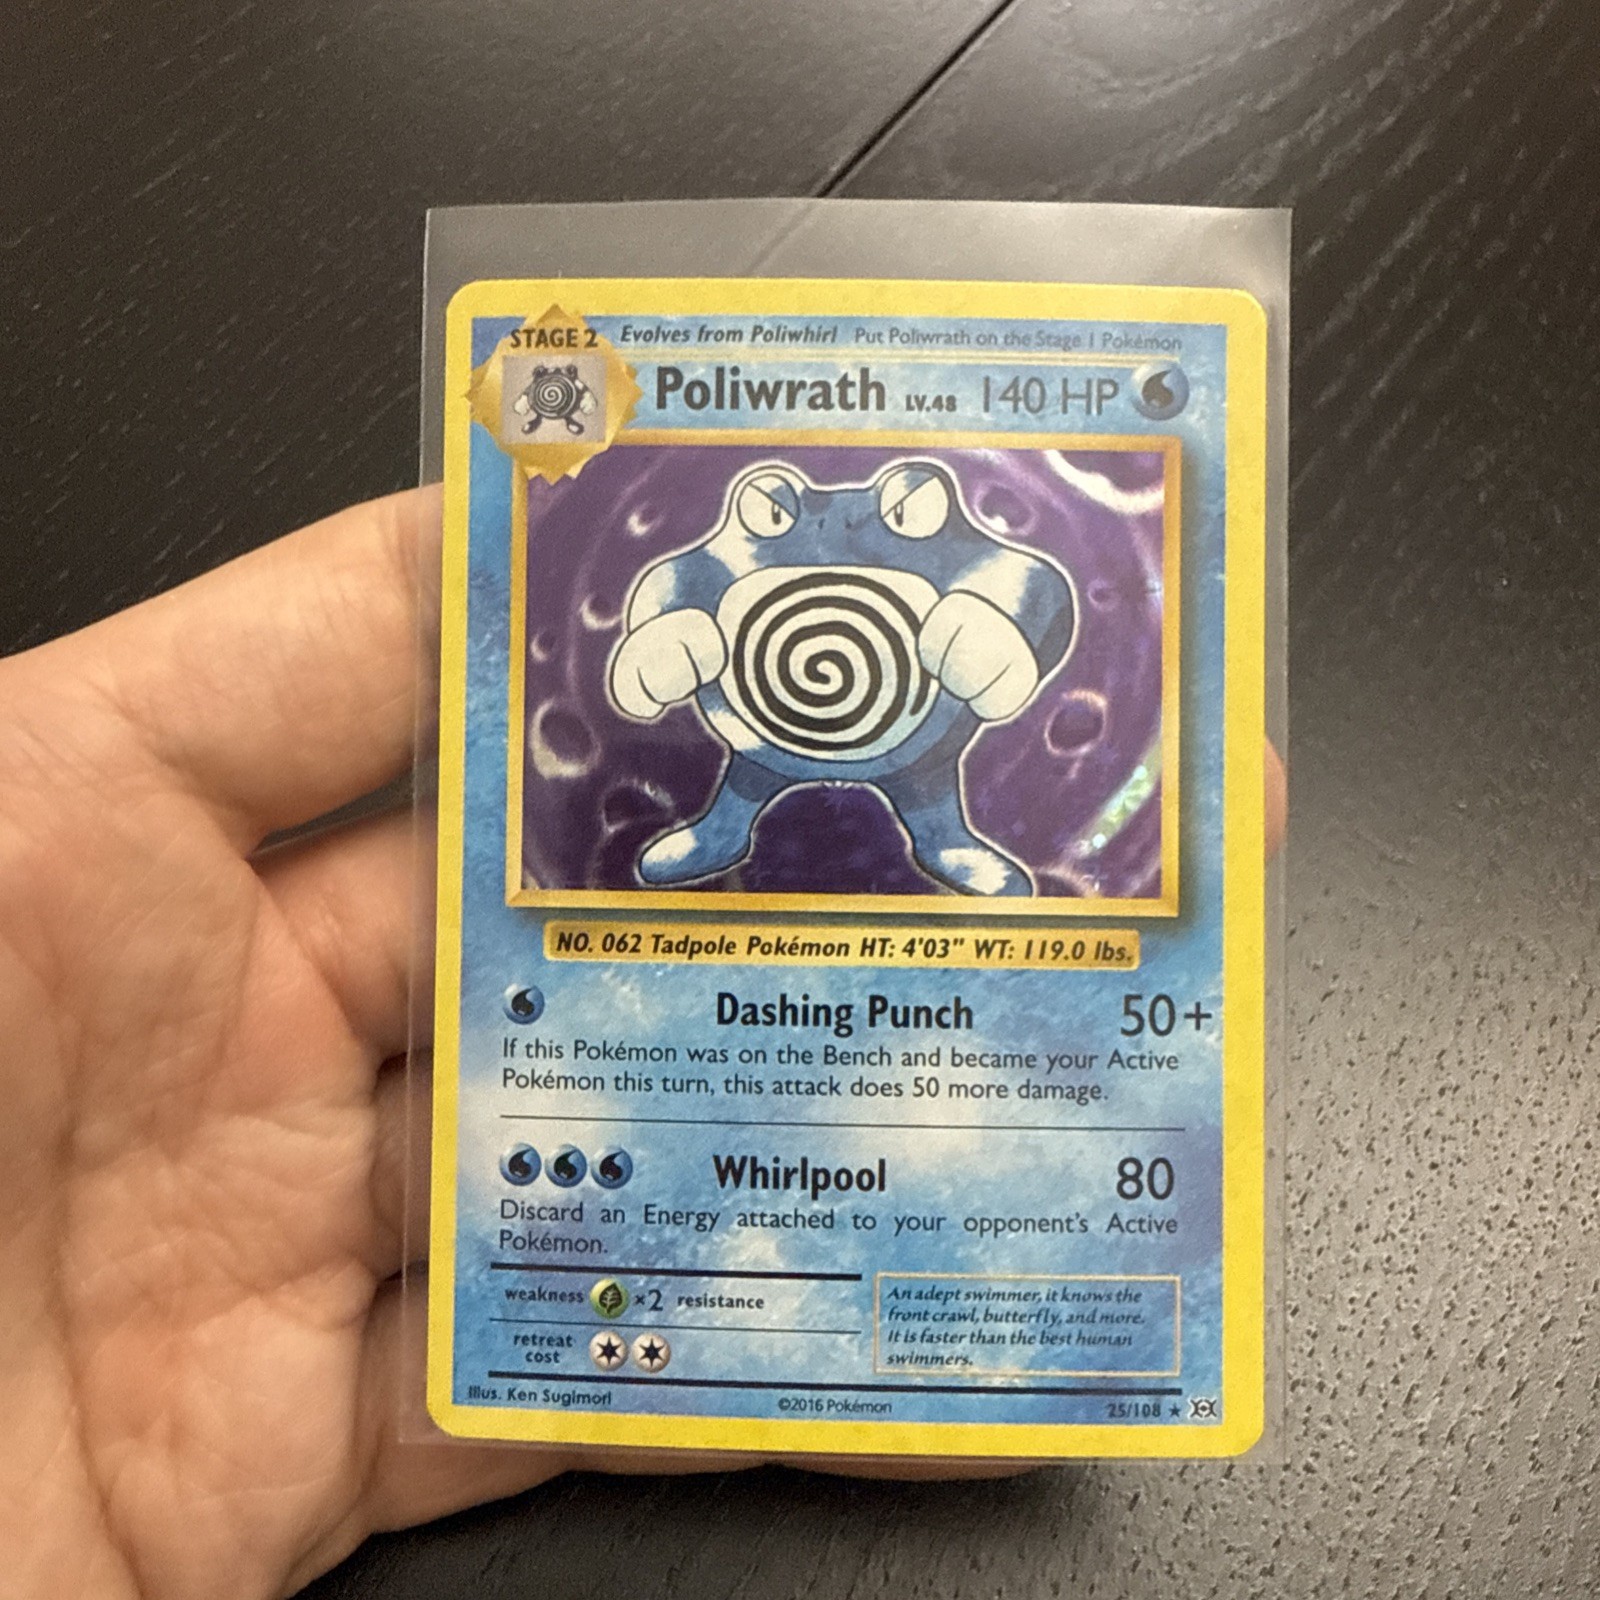 STAGE 2 Evolves from Poliwhirl Put Poliwrath on the Stage 1 Pokémon
Poliwrath LV.48 140 HP
NO. 062 Tadpole Pokémon HT: 4'03" WT: 119.0 lbs.
Dashing Punch 50+
If this Pokémon was on the Bench and became your Active
Pokémon this turn, this attack does 50 more damage.
Whirlpool 80
Discard an Energy attached to your opponent's Active
Pokémon.
weakness ×2 resistance
retreat
cost
An adept swimmer, it knows the
front crawl, butterfly, and more.
It is faster than the best human
swimmers.
Illus. Ken Sugimori ©2016 Pokémon 25/108